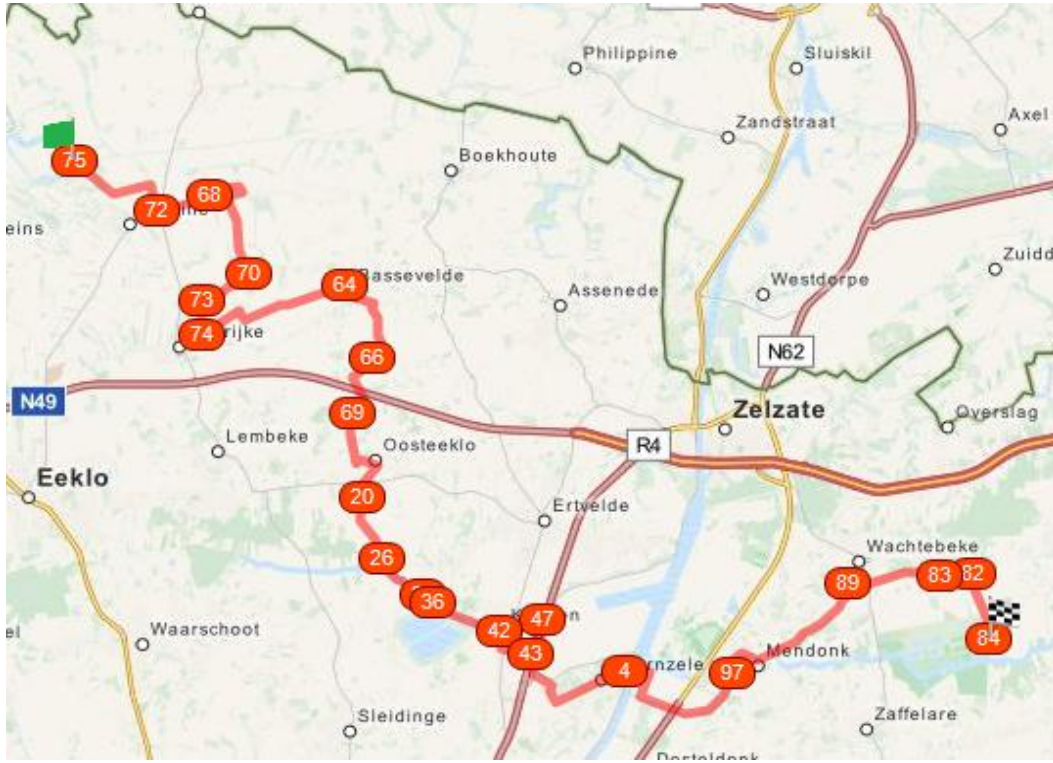 Philippine
Sluiskil
Axel
Zandstraat
75
Boekhoute
68
72
eins
70
Zuidd
64
Bassevelde
Westdorpe
Assenede
73
74
rijke
66
N62
N49
69
Zelzate
Overslag
R4
Lembeke
Oosteeklo
Eeklo
20
Ertvelde
26
Wachtebeke
89
83
82
36
47
42
84
Waarschoot
43
4
rnzele
97
Mendonk
Sleidinge
Zaffelare